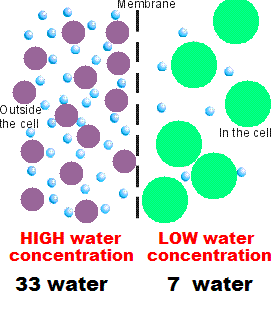 Membrane
Outside
the cell
In the cell
HIGH water
concentration
LOW water
concentration
33 water
7 water